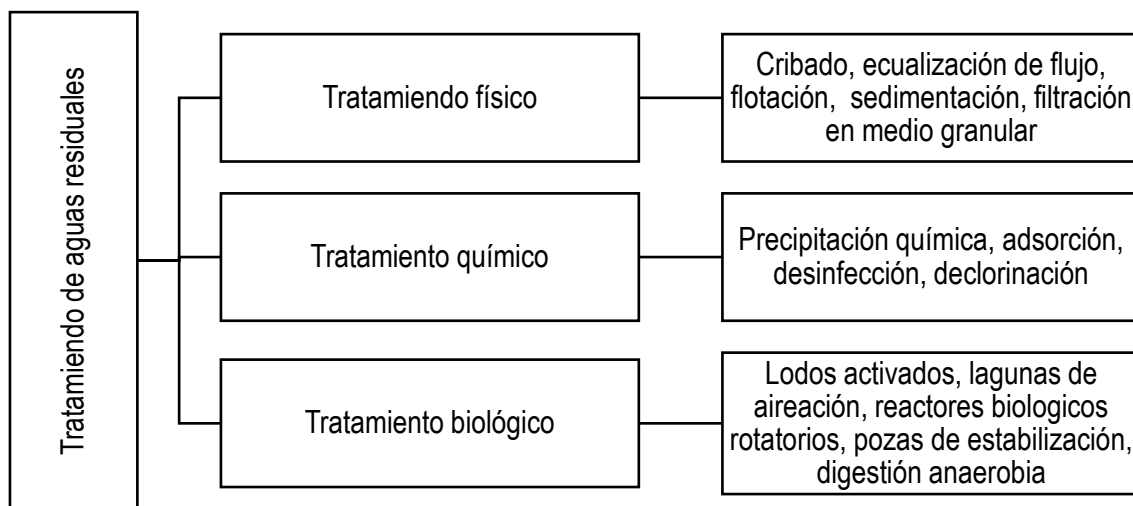 Tratamiendo de aguas residuales
Tratamiendo físico
Cribado, ecualización de flujo,
flotación, sedimentación, filtración
en medio granular
Tratamiento químico
Precipitación química, adsorción,
desinfección, declorinación
Tratamiento biológico
Lodos activados, lagunas de
aireación, reactores biologicos
rotatorios, pozas de estabilización,
digestión anaerobia